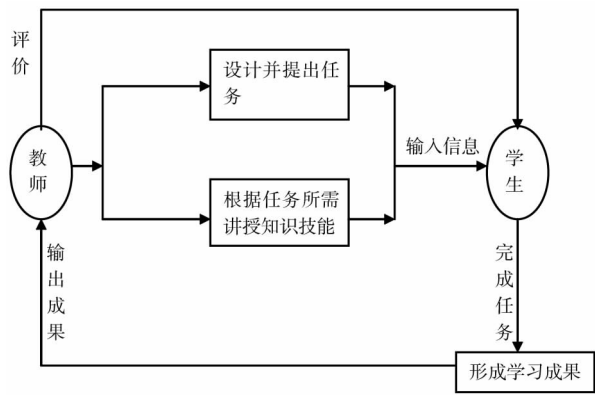 评价
设计并提出任
务
教师
输入信息
学生
根据任务所需
讲授知识技能
输出成果
完成任务
形成学习成果